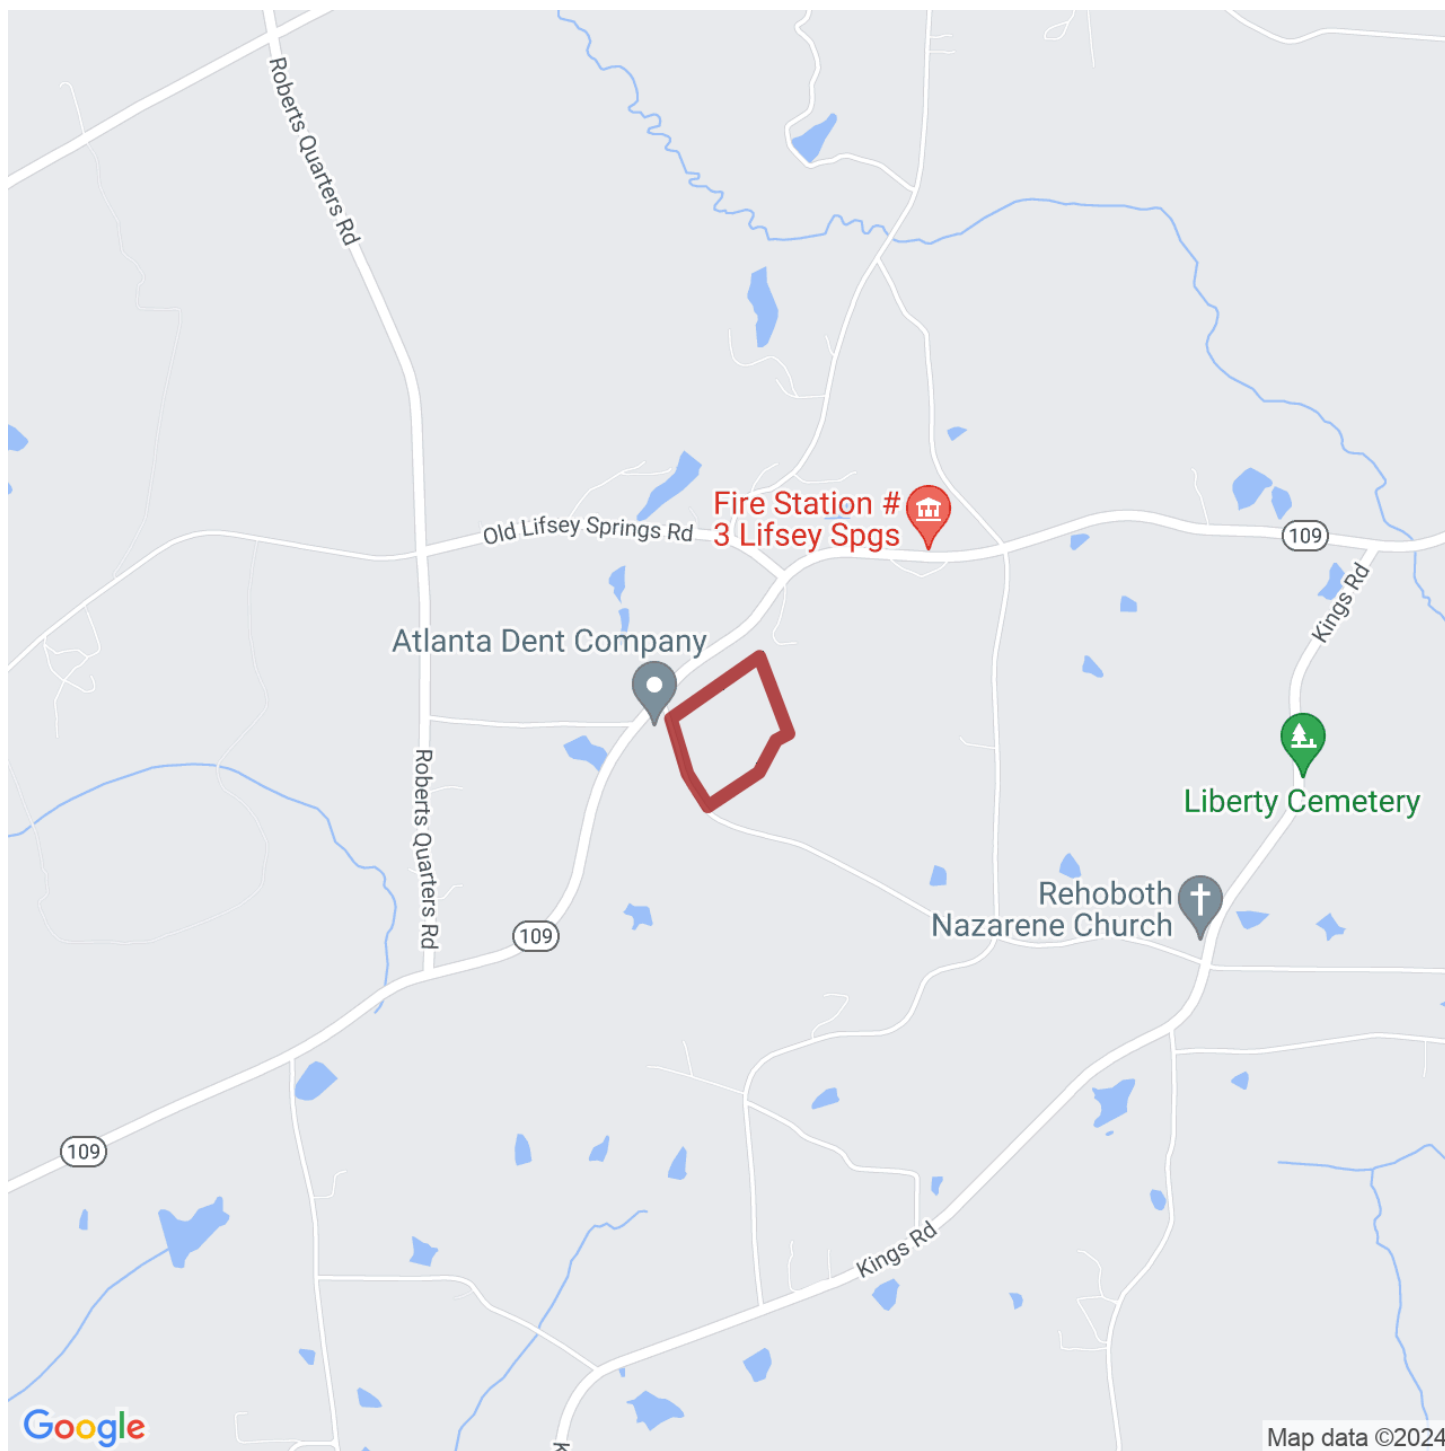 Roberts Quarters Rd
Fire Station #
3 Lifsey Spgs
Old Lifsey Springs Rd
109
Kings Rd
Atlanta Dent Company
Roberts Quarters Rd
Liberty Cemetery
Rehoboth
Nazarene Church
109
109
Kings Rd
K
Google
Map data ©2024